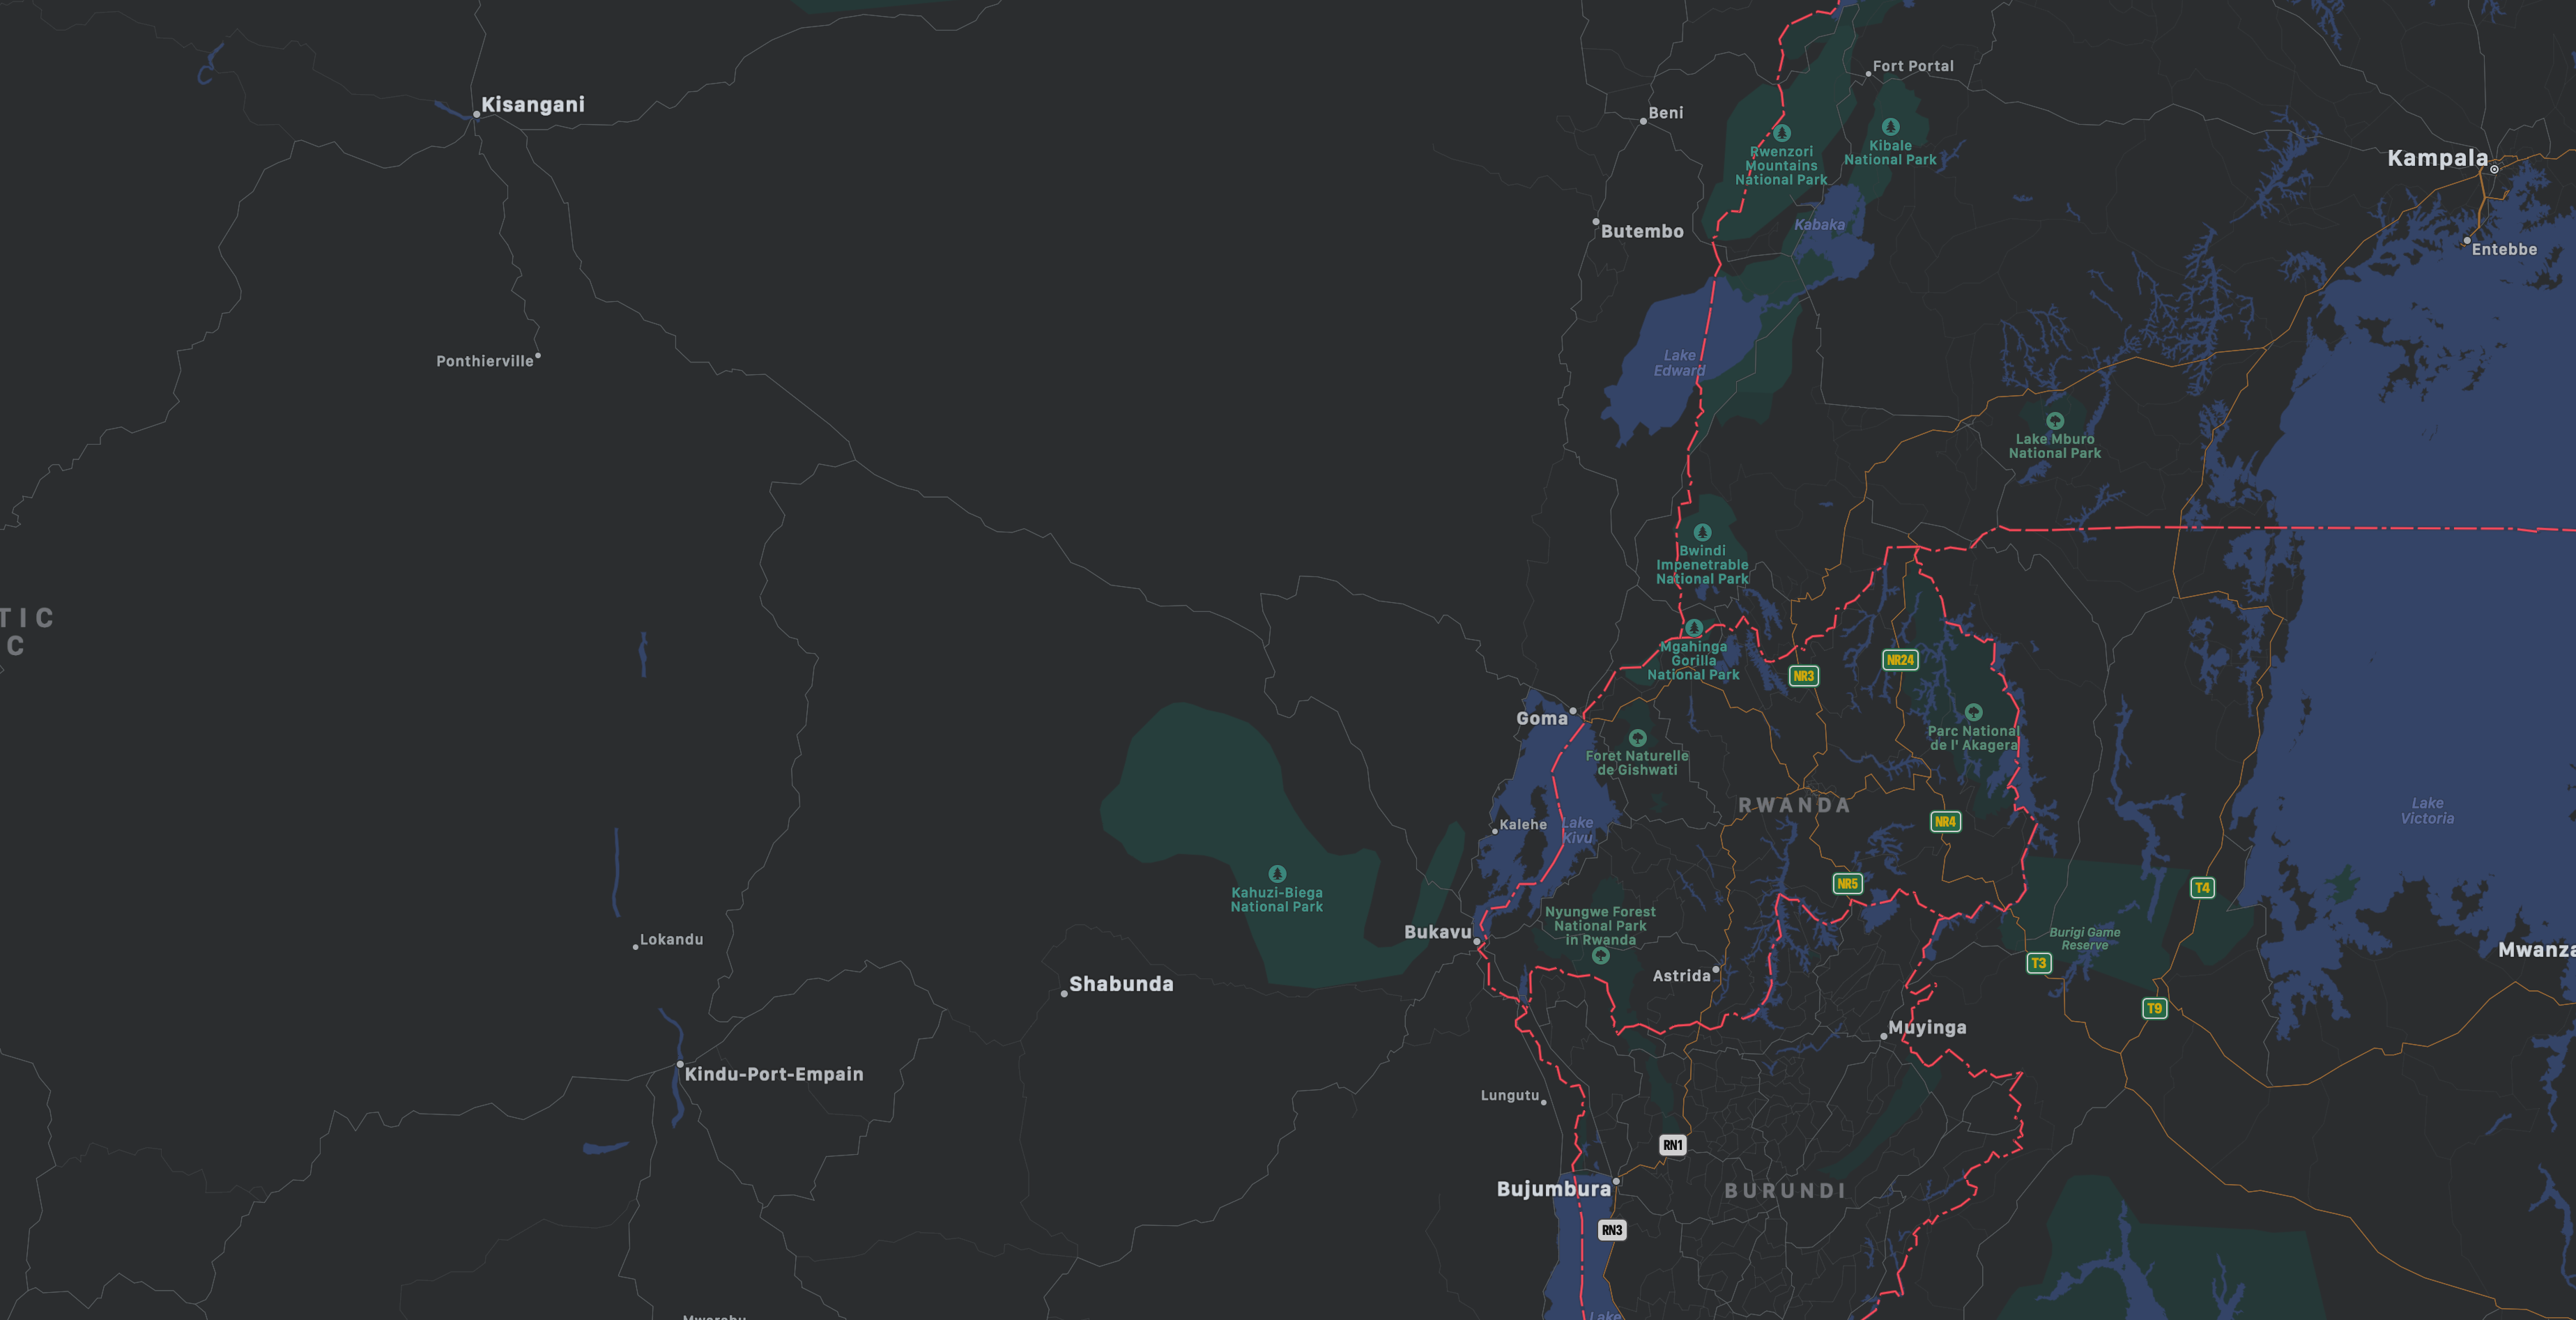 Fort Portal
Kisangani
Beni
Rwenzori
Mountains
National Park
Kibale
National Park
Kampala
Butembo
Kabaka
Entebbe
Ponthierville
Lake
Edward
Lake Mburo
National Park
Bwindi
Impenetrable
National Park
TIC
C
Mgahinga
Gorilla
National Park
NR3
NR24
Goma
Parc National
de l' Akagera
Foret Naturelle
de Gishwati
RWANDA
Lake
Victoria
Kalehe
Lake
Kivu
NR4
Kahuzi-Biega
National Park
NR5
T4
Nyungwe Forest
National Park
in Rwanda
Bukavu
Lokandu
Burigi Game
Reserve
Mwanza
T3
Astrida
Shabunda
T9
Muyinga
Kindu-Port-Empain
Lungutu
RN1
Bujumbura
BURUNDI
RN3
Lake